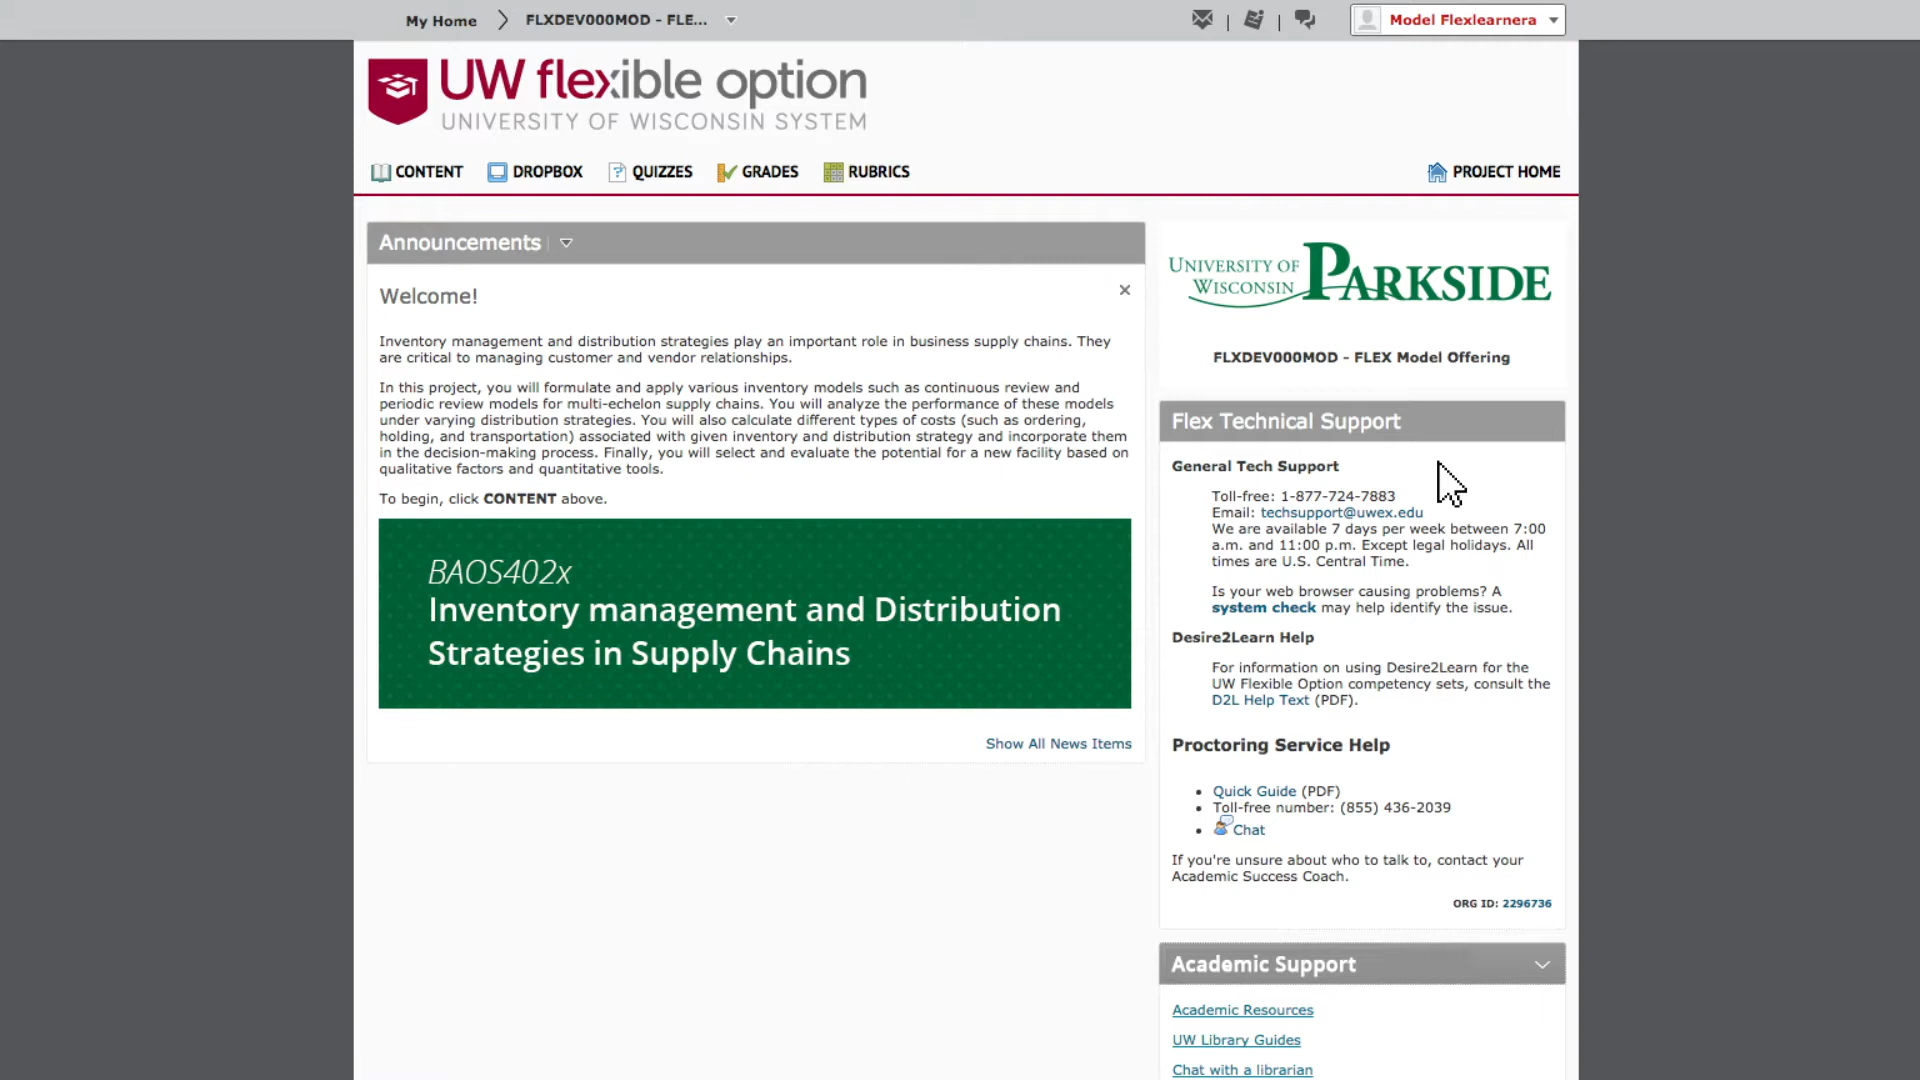 My Home
FLXDEV000MOD - FLE...
Model Flexlearnera
UW flexible option
UNIVERSITY OF WISCONSIN SYSTEM
CONTENT
DROPBOX
QUIZZES
GRADES
RUBRICS
PROJECT HOME
Announcements
Welcome!
Inventory management and distribution strategies play an important role in business supply chains. They
are critical to managing customer and vendor relationships.
In this project, you will formulate and apply various inventory models such as continuous review and
periodic review models for multi-echelon supply chains. You will analyze the performance of these models
under varying distribution strategies. You will also calculate different types of costs (such as ordering,
holding, and transportation) associated with given inventory and distribution strategy and incorporate them
in the decision-making process. Finally, you will select and evaluate the potential for a new facility based on
qualitative factors and quantitative tools.
To begin, click CONTENT above.
BAOS402x
Inventory management and Distribution
Strategies in Supply Chains
Show All News Items
UNIVERSITY OF
WISCONSIN
PARKSIDE
FLXDEV000MOD - FLEX Model Offering
Flex Technical Support
General Tech Support
Toll-free: 1-877-724-7883
Email: techsupport@uwex.edu
We are available 7 days per week between 7:00
a.m. and 11:00 p.m. Except legal holidays. All
times are U.S. Central Time.
Is your web browser causing problems? A
system check may help identify the issue.
Desire2Learn Help
For information on using Desire2Learn for the
UW Flexible Option competency sets, consult the
D2L Help Text (PDF).
Proctoring Service Help
Quick Guide (PDF)
Toll-free number: (855) 436-2039
Chat
If you're unsure about who to talk to, contact your
Academic Success Coach.
ORG ID: 2296736
Academic Support
Academic Resources
UW Library Guides
Chat with a librarian